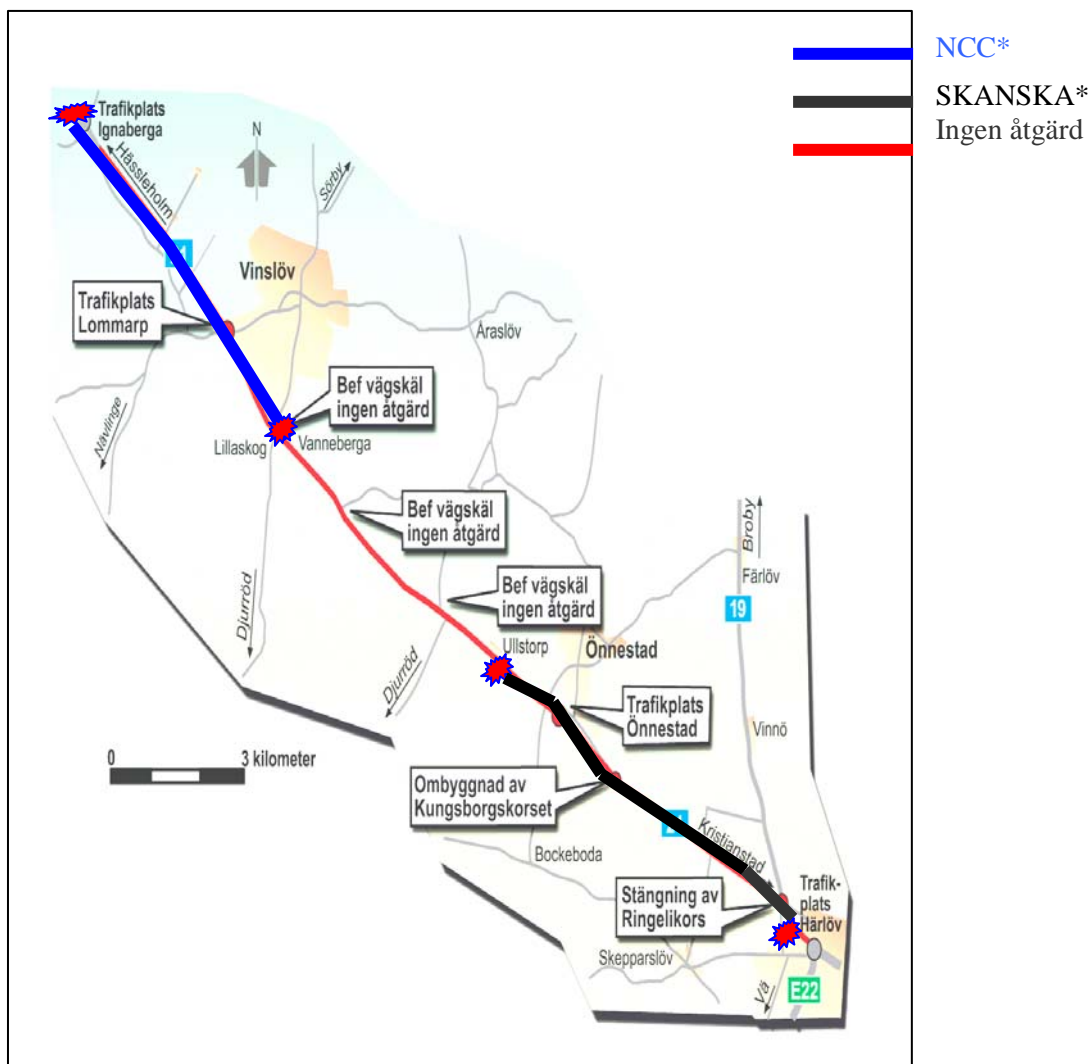 NCC*
SKANSKA*
Ingen åtgärd
Trafikplats
Ignaberga
N
Hässleholm
Sörby
Vinslöv
Trafikplats
Lommarp
Åraslöv
Bef vägskäl
ingen åtgärd
Nävlinge
Lillaskog
Vanneberga
Bef vägskäl
ingen åtgärd
Broby
Färlöv
19
Bef vägskäl
ingen åtgärd
Djurröd
Ullstorp
Önnestad
Djurröd
Trafikplats
Önnestad
Vinnö
0
3 kilometer
Ombyggnad av
Kungsborgskorset
Kristianstad
Bockeboda
Stängning av
Ringelikors
Trafik-
plats
Härlöv
Skepparslöv
Vä
E22